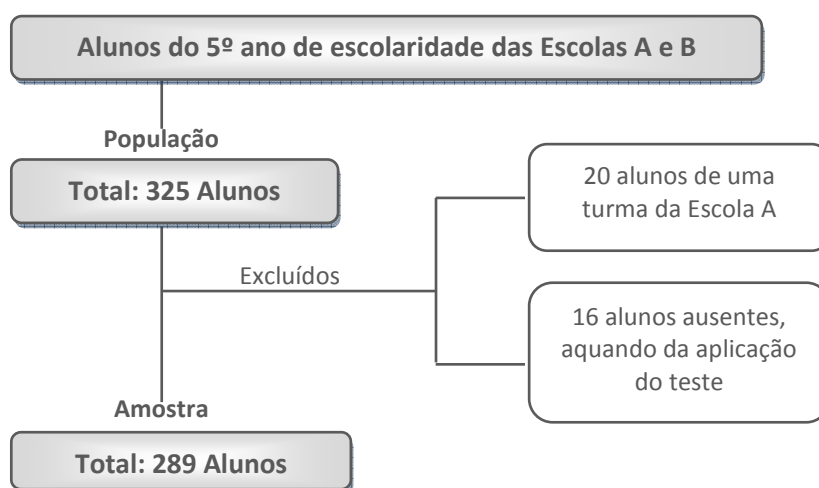 Alunos do 5º ano de escolaridade das Escolas A e B
População
Total: 325 Alunos
20 alunos de uma
turma da Escola A
Excluídos
16 alunos ausentes,
aquando da aplicação
do teste
Amostra
Total: 289 Alunos